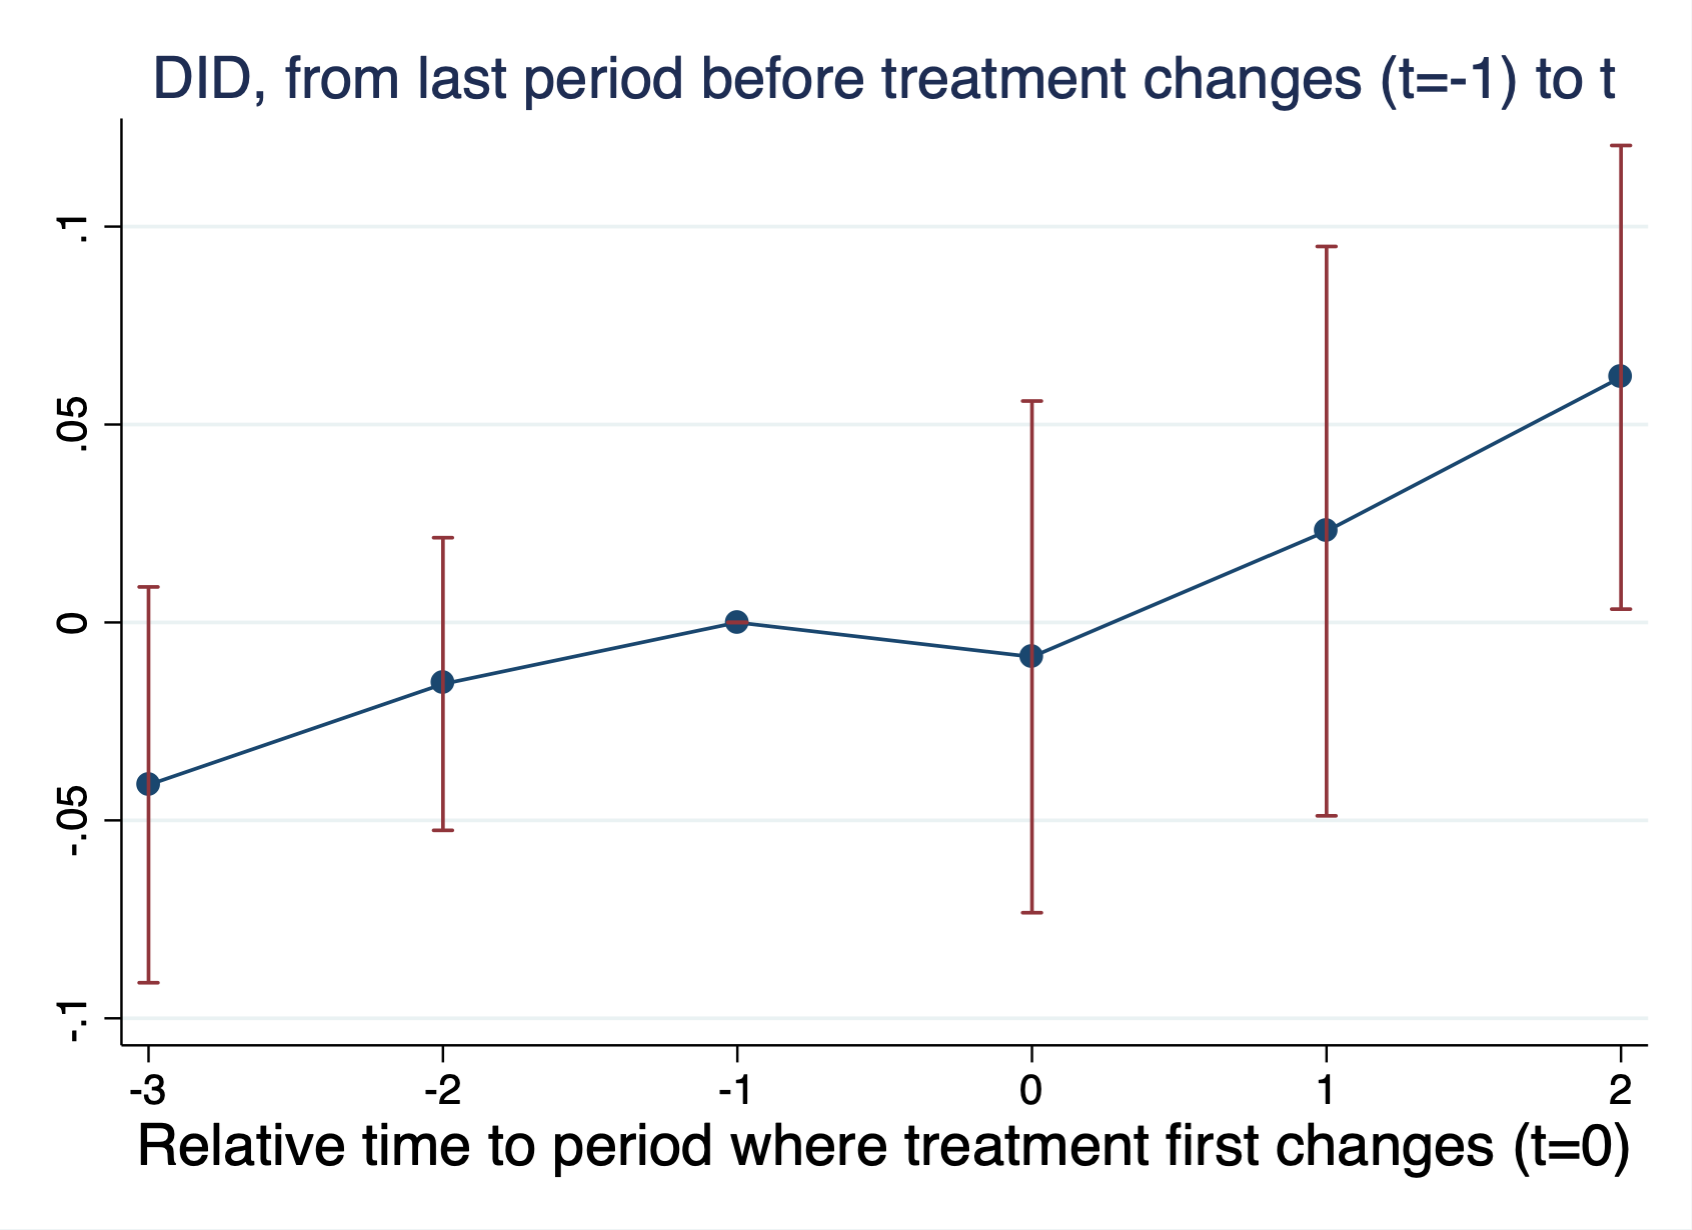 DID, from last period before treatment changes (t=-1) to t
.1
.05
0
-.05
-.1
-3 -2 -1 0 1 2
Relative time to period where treatment first changes (t=0)